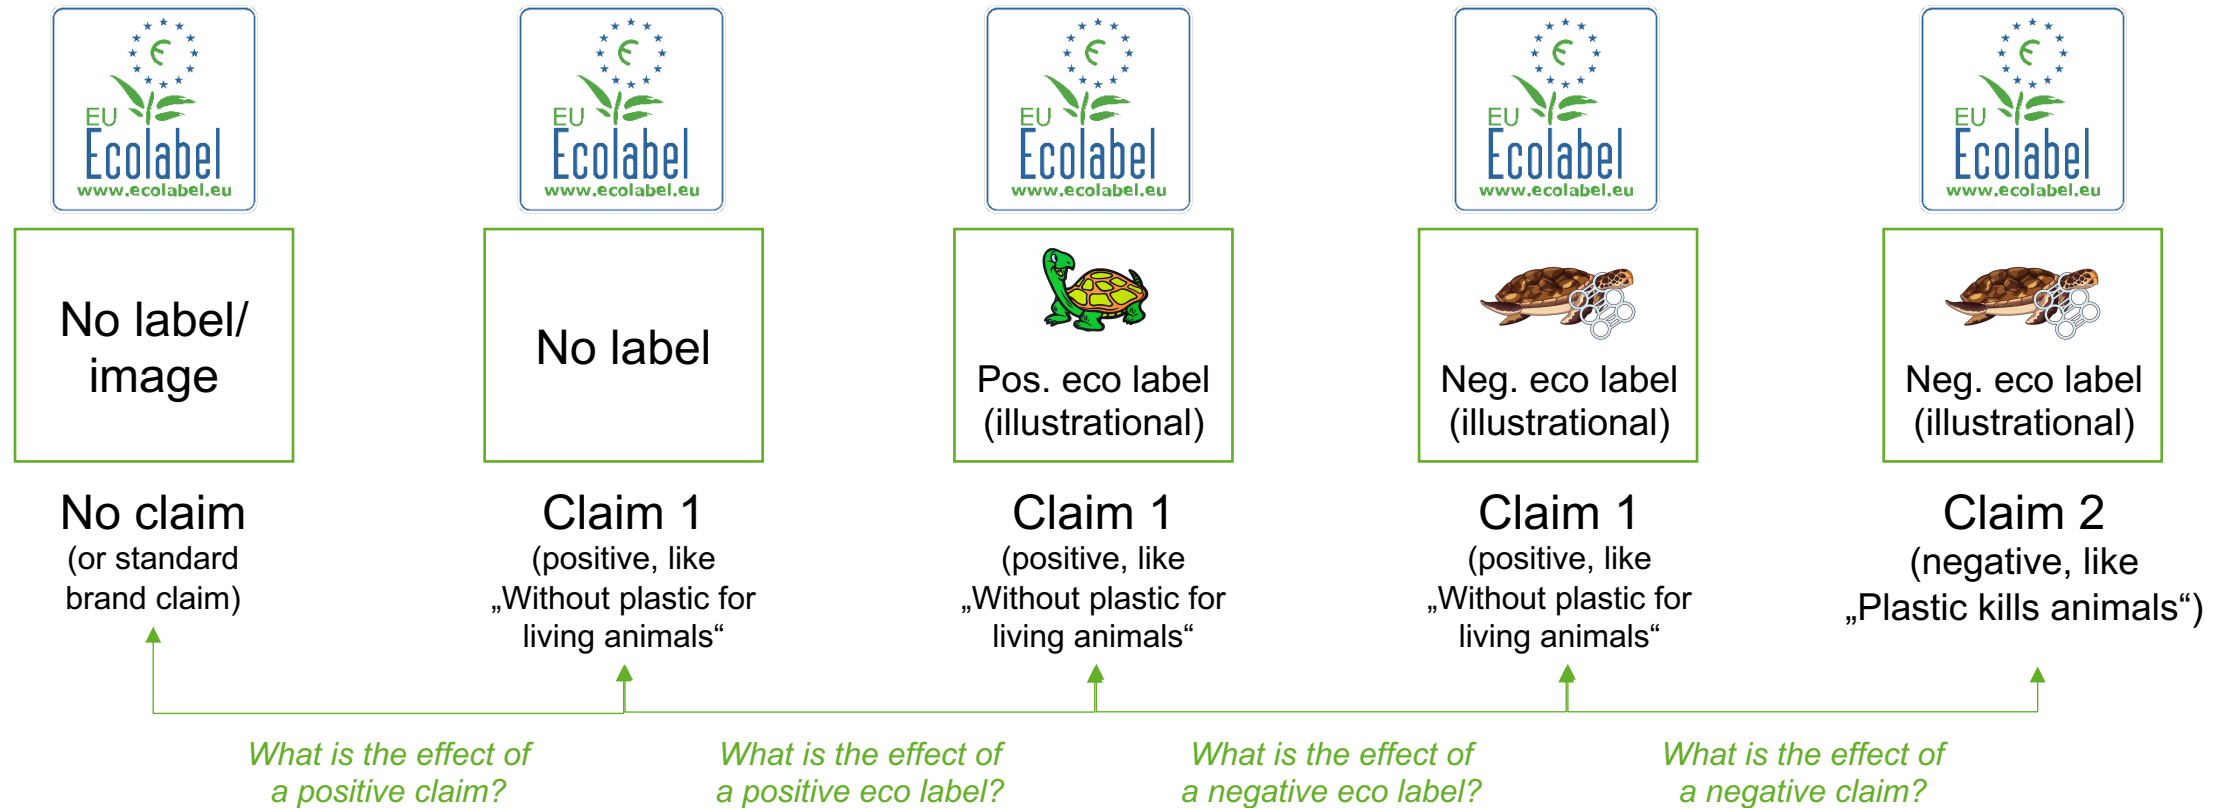 EU
Ecolabel
www.ecolabel.eu
EU
Ecolabel
www.ecolabel.eu
EU
Ecolabel
www.ecolabel.eu
EU
Ecolabel
www.ecolabel.eu
EU
Ecolabel
www.ecolabel.eu
No label/
image
No label
Pos. eco label
(illustrational)
Neg. eco label
(illustrational)
Neg. eco label
(illustrational)
No claim
(or standard
brand claim)
Claim 1
(positive, like
„Without plastic for
living animals“
Claim 1
(positive, like
„Without plastic for
living animals“
Claim 1
(positive, like
„Without plastic for
living animals“
Claim 2
(negative, like
„Plastic kills animals“)
What is the effect of
a positive claim?
What is the effect of
a positive eco label?
What is the effect of
a negative eco label?
What is the effect of
a negative claim?